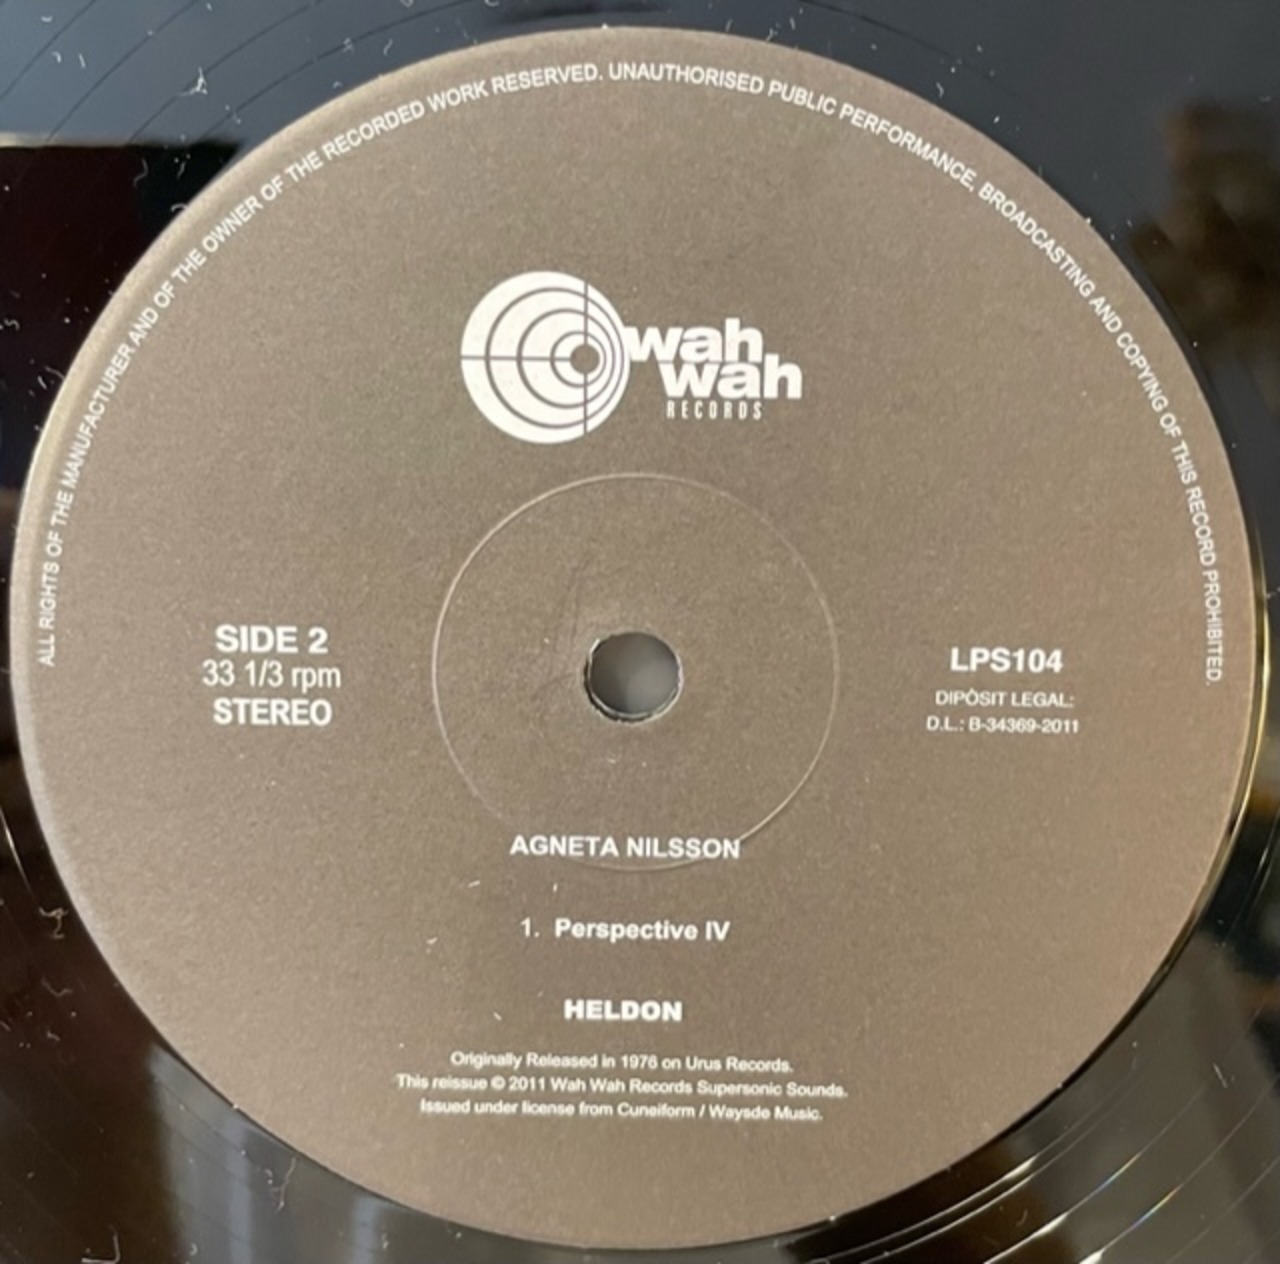 ALL RIGHTS OF THE MANUFACTURER AND OF THE OWNER OF THE RECORDED WORK RESERVED. UNAUTHORISED PUBLIC PERFORMANCE, BROADCASTING AND COPYING OF THIS RECORD PROHIBITED.
wah
wah
RECORDS
SIDE 2
33 1/3 rpm
STEREO
LPS104
DIPÒSIT LEGAL:
D.L.: B-34369-2011
AGNETA NILSSON
1. Perspective IV
HELDON
Originally Released in 1976 on Urus Records.
This reissue © 2011 Wah Wah Records Supersonic Sounds.
Issued under license from Cuneiform / Waysde Music.